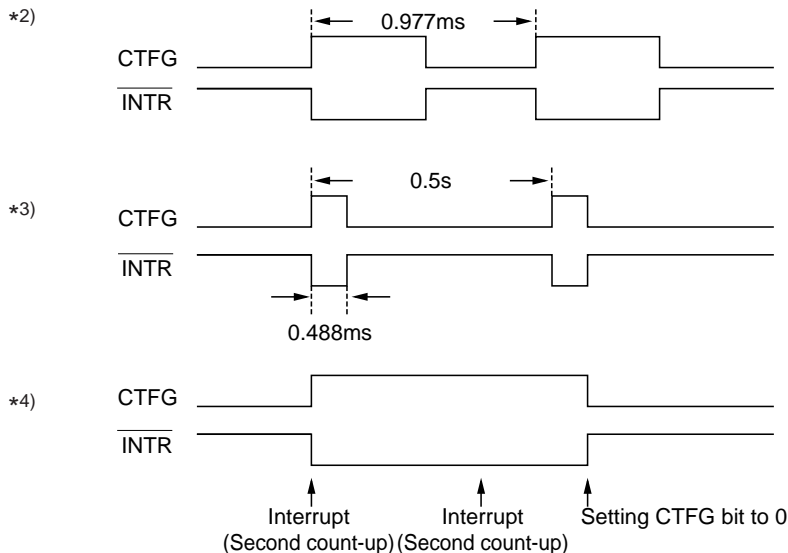 *2)
0.977ms
CTFG
INTR
*3)
0.5s
CTFG
INTR
0.488ms
*4)
CTFG
INTR
Interrupt
(Second count-up)
Interrupt
(Second count-up)
Setting CTFG bit to 0